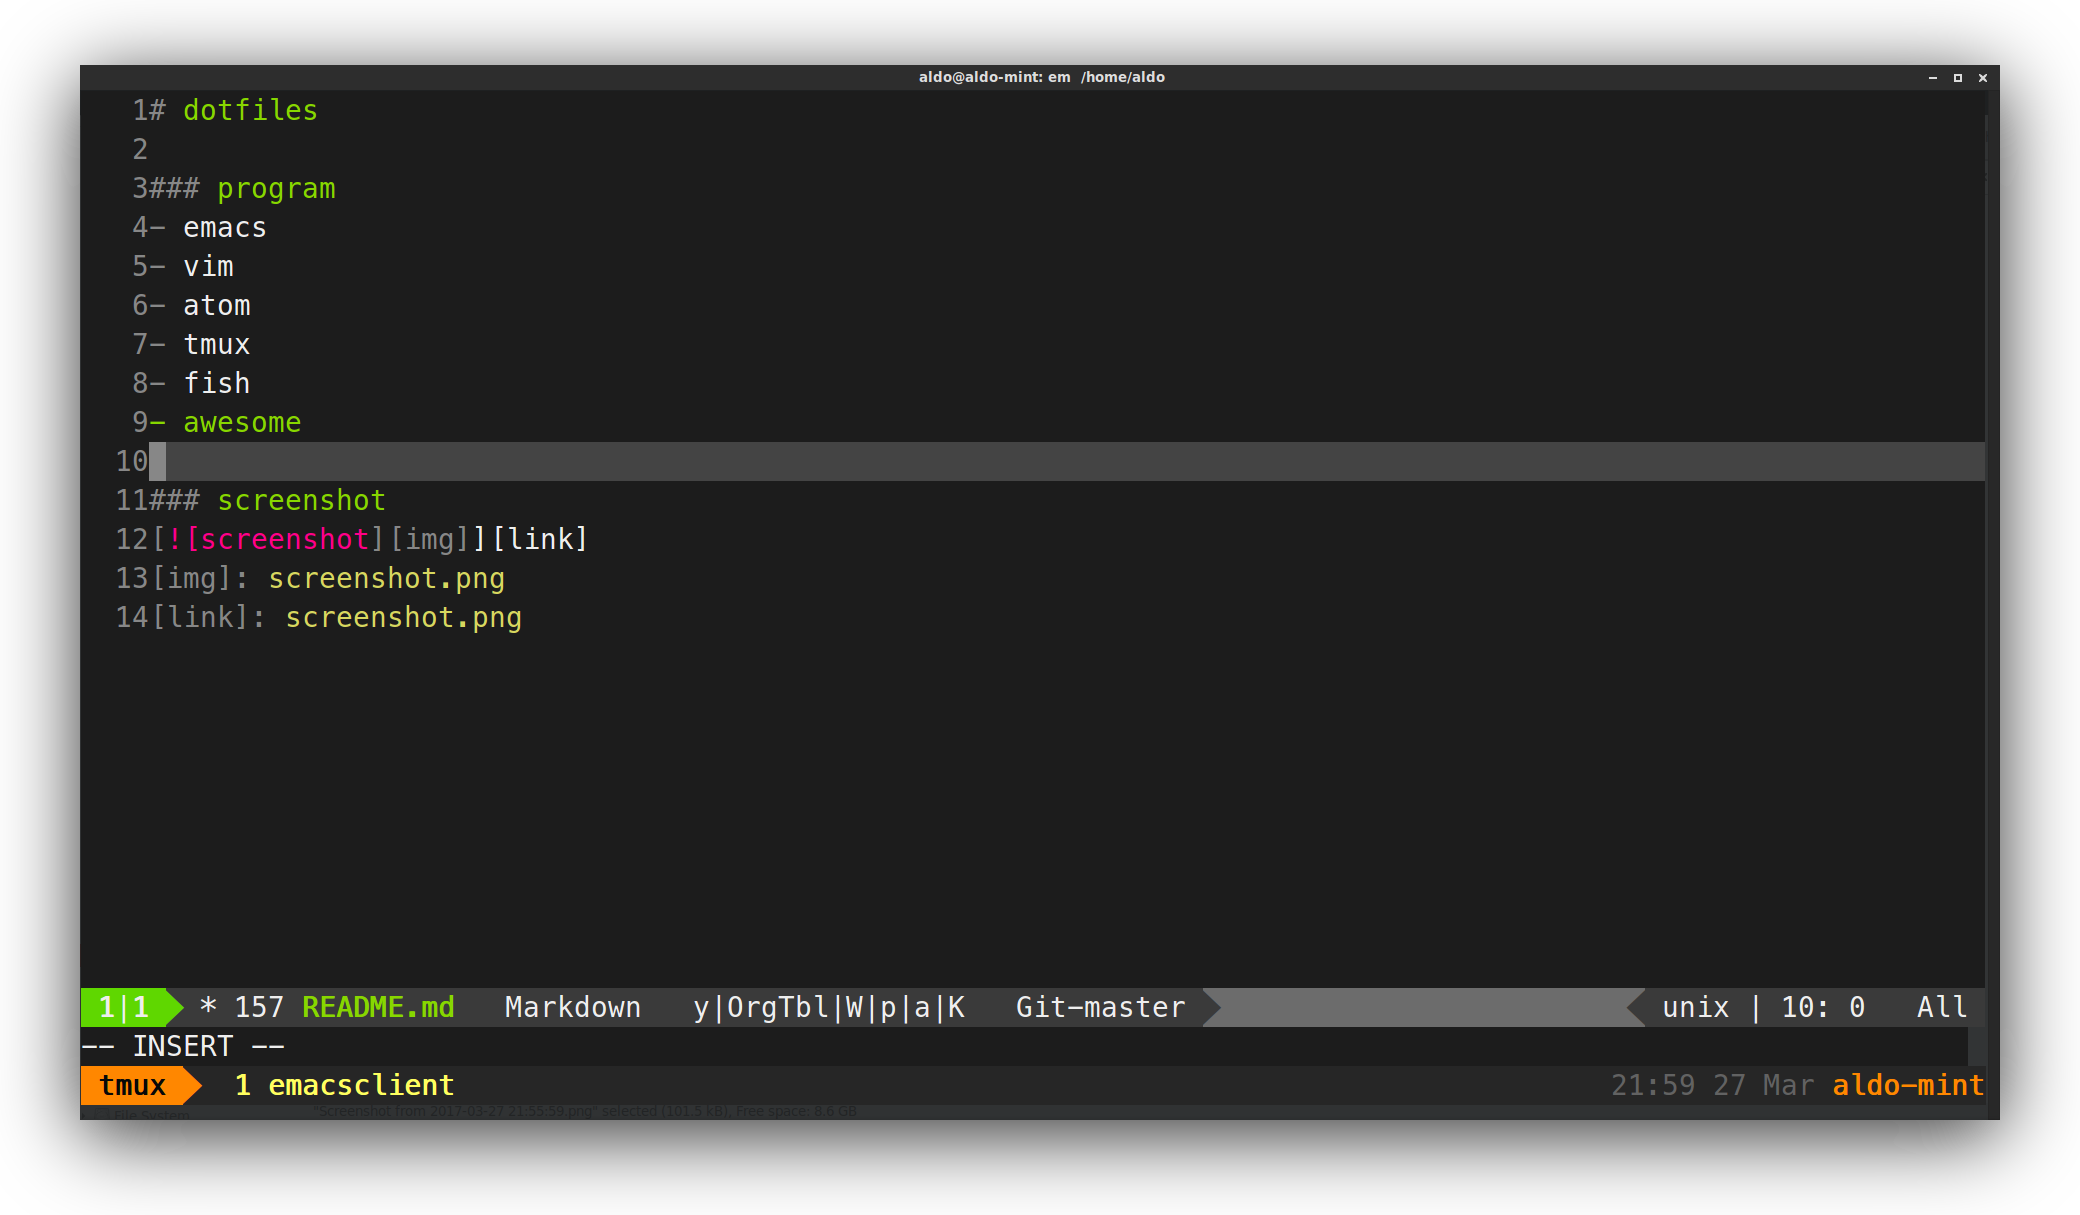 aldo@aldo-mint: em  /home/aldo
1# dotfiles
2
3### program
4- emacs
5- vim
6- atom
7- tmux
8- fish
9- awesome
10
11### screenshot
12[![screenshot][img]][link]
13[img]: screenshot.png
14[link]: screenshot.png
1|1 * 157 README.md Markdown y|OrgTbl|W|p|a|K Git-master unix | 10: 0 All
-- INSERT --
tmux 1 emacsclient 21:59 27 Mar aldo-mint
File System "Screenshot from 2017-03-27 21:55:59.png" selected (101.5 kB), Free space: 8.6 GB